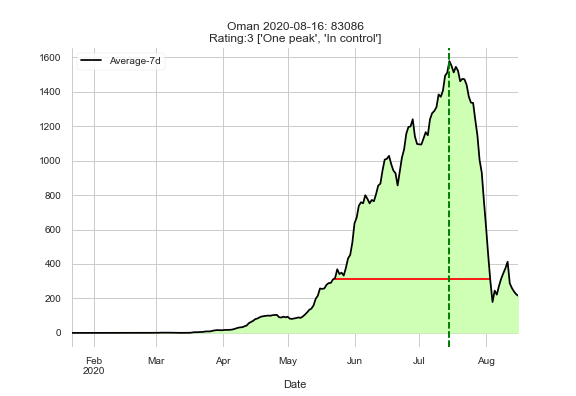 Oman 2020-08-16: 83086
Rating:3 ['One peak', 'In control']
Average-7d
1600
1400
1200
1000
800
600
400
200
0
Feb
2020
Mar
Apr
May
Jun
Jul
Aug
Date